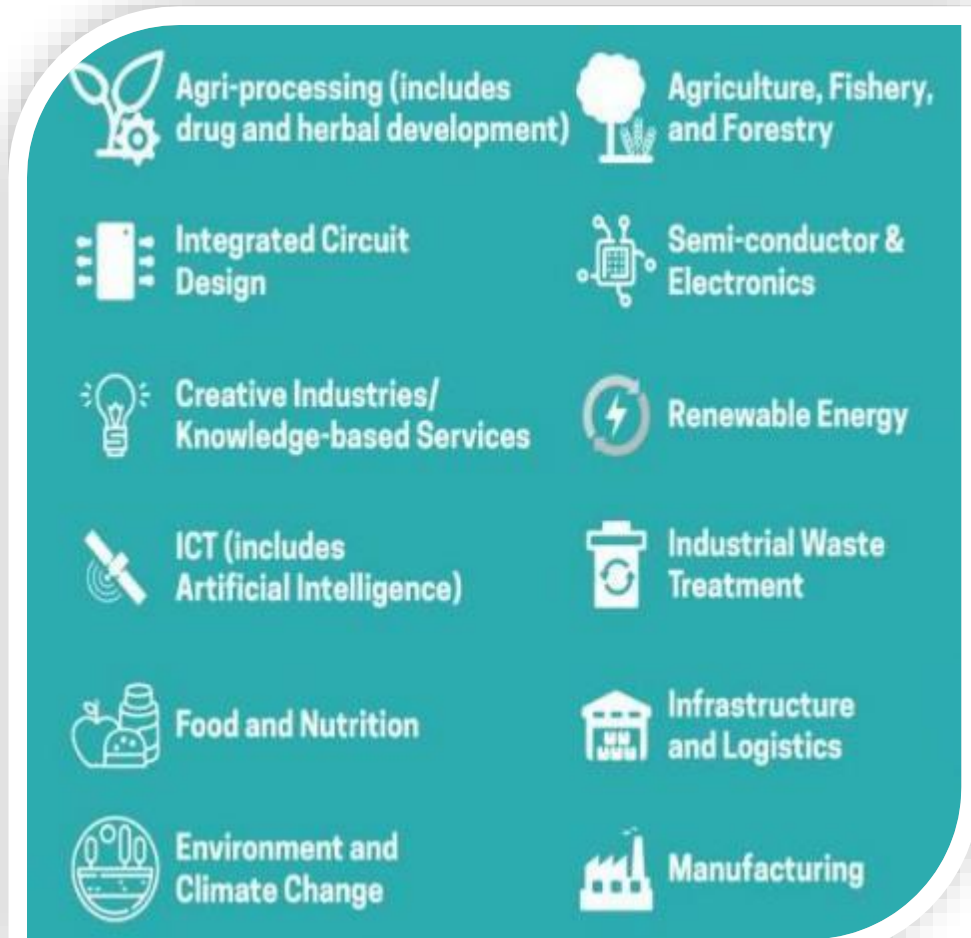 Agri-processing (includes
drug and herbal development)
Agriculture, Fishery,
and Forestry
Integrated Circuit
Design
Semi-conductor &
Electronics
Creative Industries/
Knowledge-based Services
Renewable Energy
ICT (includes
Artificial Intelligence)
Industrial Waste
Treatment
Food and Nutrition
Infrastructure
and Logistics
Environment and
Climate Change
Manufacturing